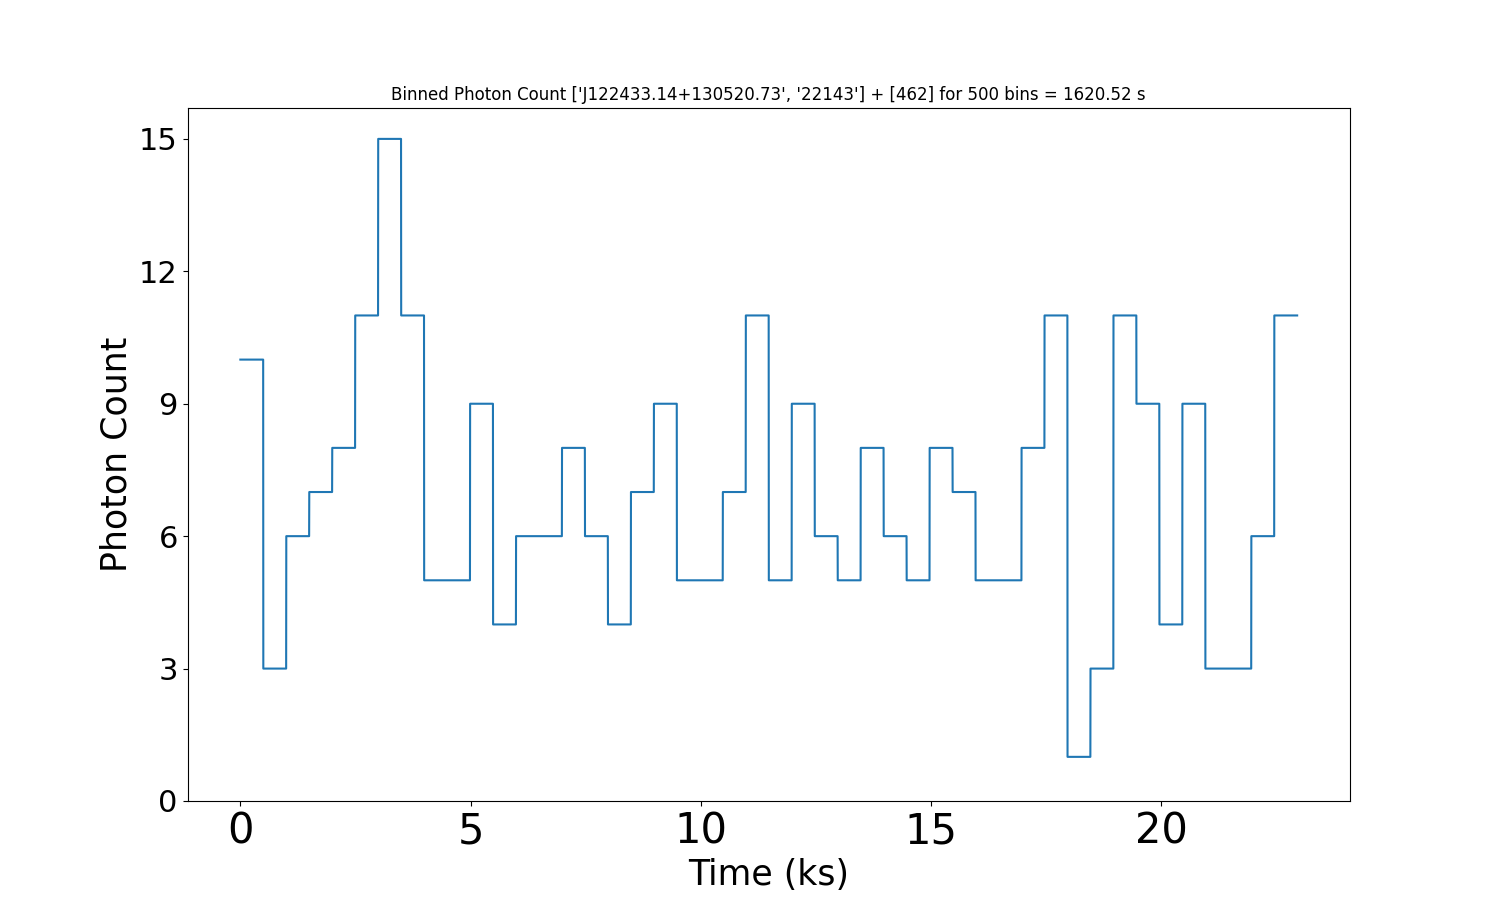 Binned Photon Count ['J122433.14+130520.73', '22143'] + [462] for 500 bins = 1620.52 s
15
12
9
6
3
0
Photon Count
0 5 10 15 20
Time (ks)